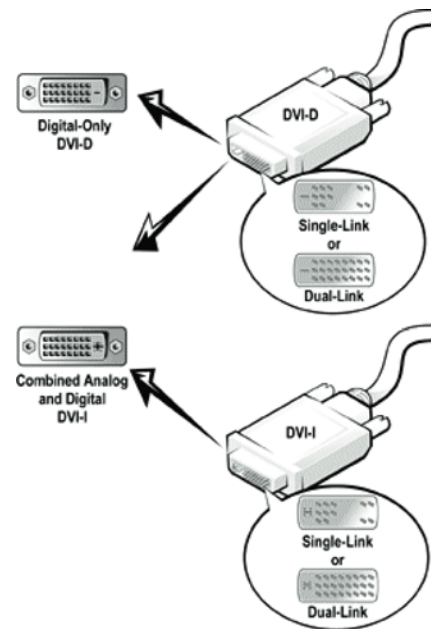 DVI-D
Digital-Only
DVI-D
Single-Link
or
Dual-Link
Combined Analog
and Digital
DVI-I
DVI-I
Single-Link
or
Dual-Link